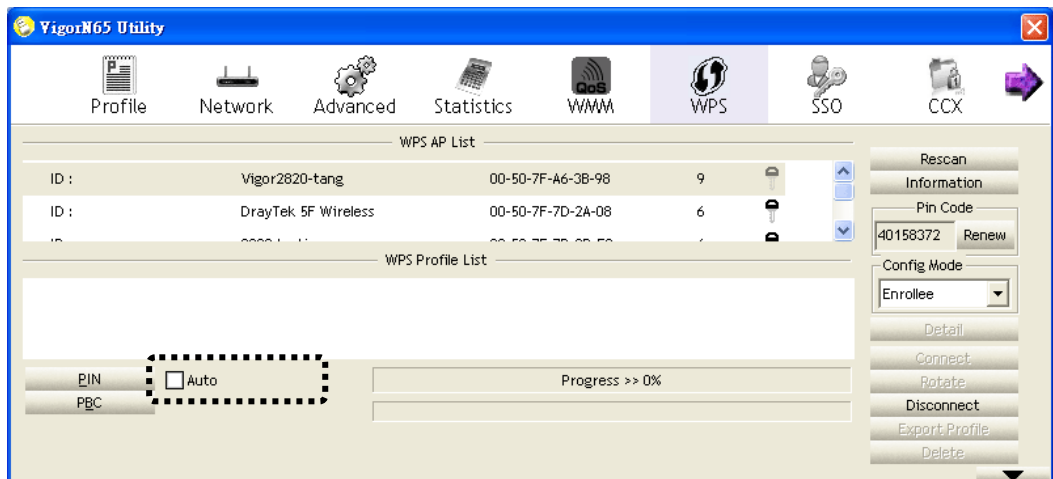 VigorN65 Utility
Profile Network Advanced Statistics QoS WMM WPS SSO CCX
WPS AP List
ID : Vigor2820-tang 00-50-7F-A6-3B-98 9
ID : DrayTek 5F Wireless 00-50-7F-7D-2A-08 6
WPS Profile List
PIN Auto Progress >> 0%
PBC
Rescan
Information
Pin Code
40158372 Renew
Config Mode
Enrollee
Detail
Connect
Rotate
Disconnect
Export Profile
Delete